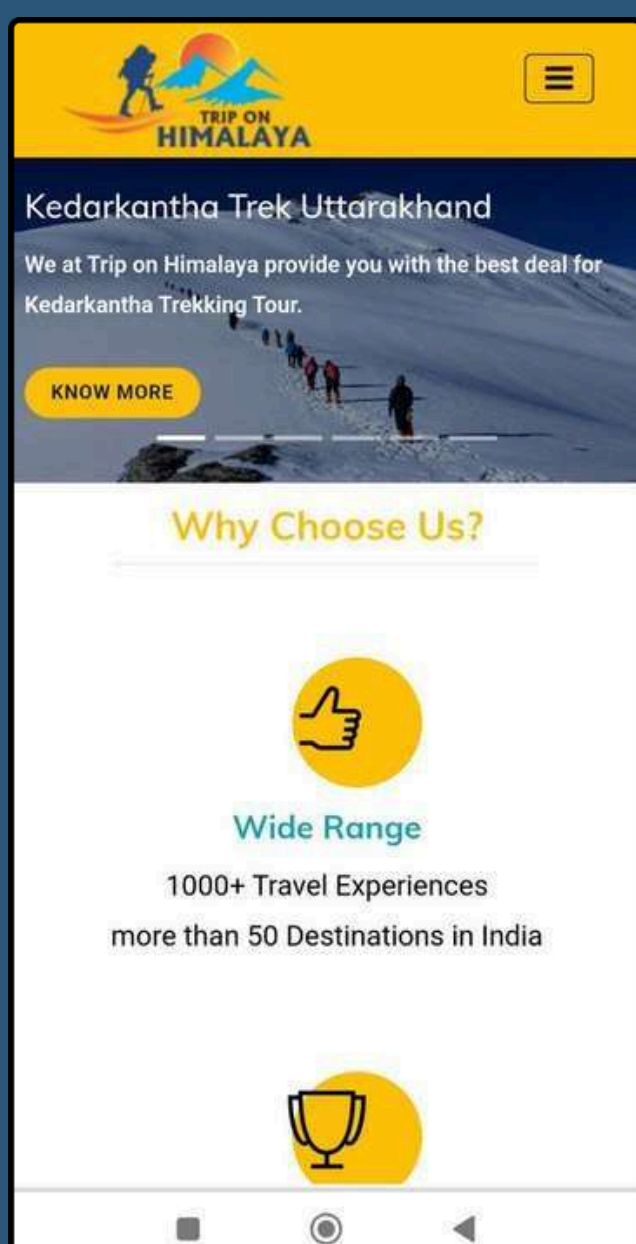 TRIP ON
HIMALAYA
Kedarkantha Trek Uttarakhand
We at Trip on Himalaya provide you with the best deal for
Kedarkantha Trekking Tour.
KNOW MORE
Why Choose Us?
Wide Range
1000+ Travel Experiences
more than 50 Destinations in India